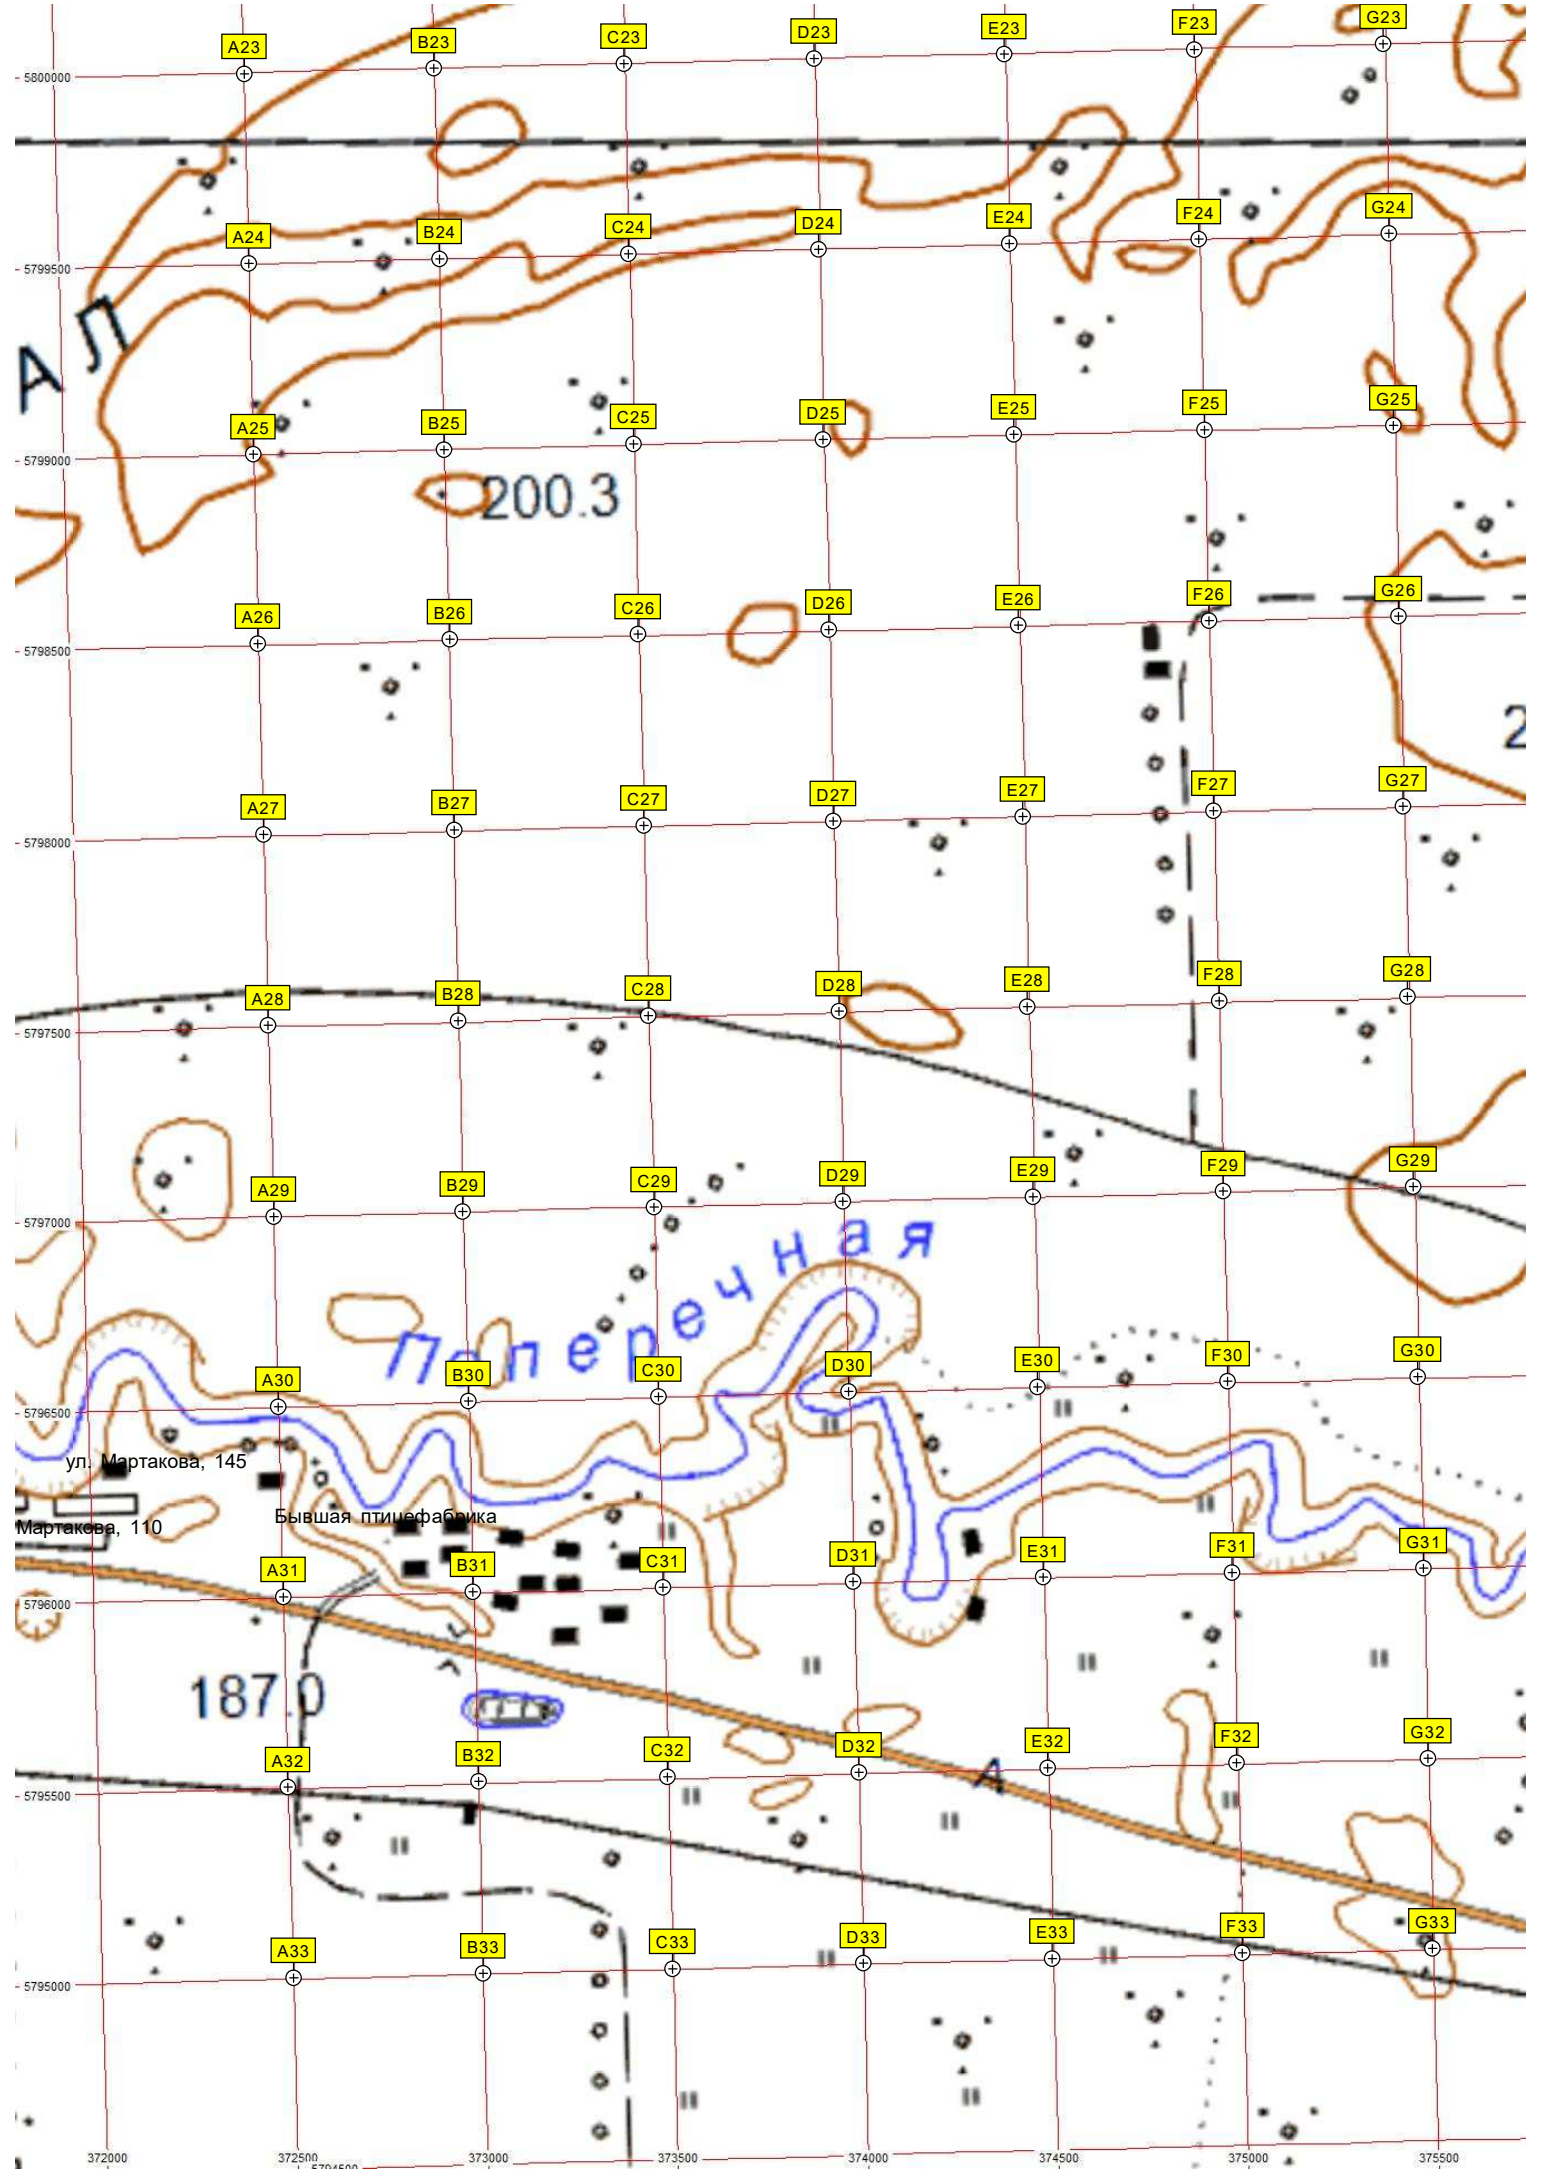 A23 B23 C23 D23 E23 F23 G23
5800000
A24 B24 C24 D24 E24 F24 G24
5799500
АЛ
A25 B25 C25 D25 E25 F25 G25
5799000
200.3
A26 B26 C26 D26 E26 F26 G26
5798500
2
A27 B27 C27 D27 E27 F27 G27
5798000
A28 B28 C28 D28 E28 F28 G28
5797500
A29 B29 C29 D29 E29 F29 G29
5797000
Поперечная
A30 B30 C30 D30 E30 F30 G30
5796500
ул. Мартакова, 145
Бывшая птицефабрика
Мартакова, 110
A31 B31 C31 D31 E31 F31 G31
5796000
187.0
A32 B32 C32 D32 E32 F32 G32
А
5795500
A33 B33 C33 D33 E33 F33 G33
5795000
372000 372500 373000 373500 374000 374500 375000 375500
5794500